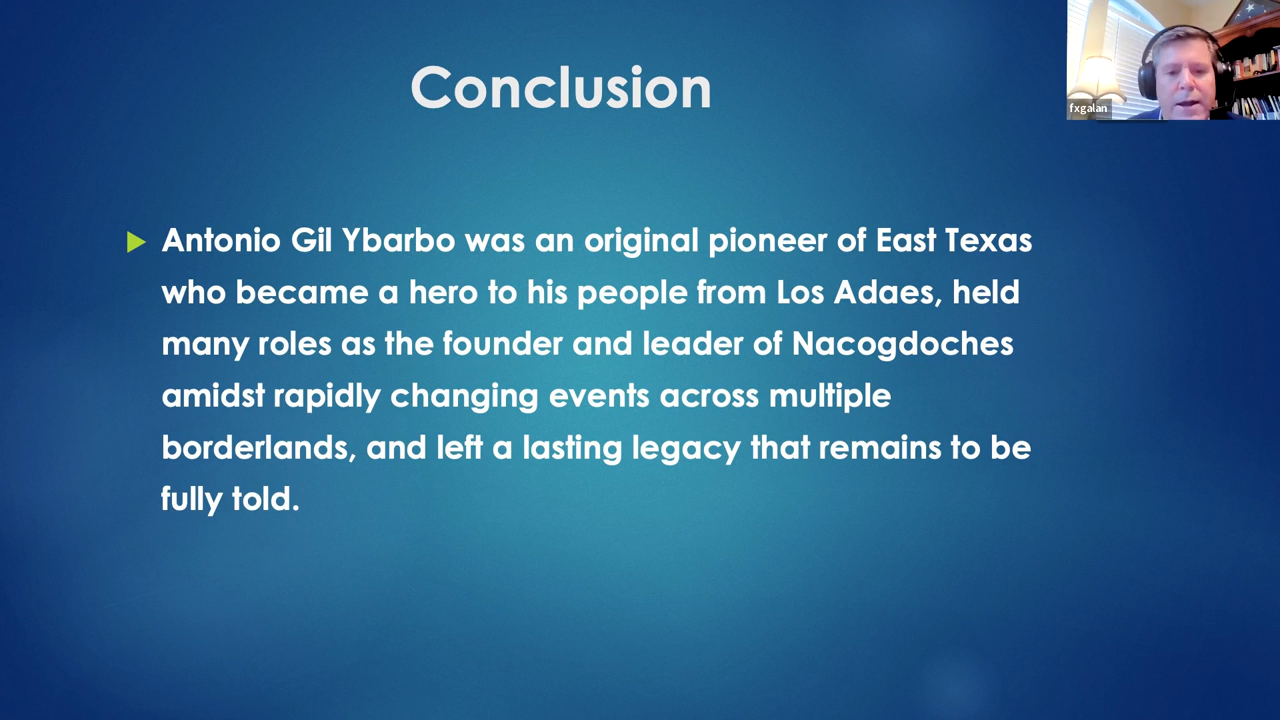 Conclusion
fxgalan
Antonio Gil Ybarbo was an original pioneer of East Texas
who became a hero to his people from Los Adaes, held
many roles as the founder and leader of Nacogdoches
amidst rapidly changing events across multiple
borderlands, and left a lasting legacy that remains to be
fully told.